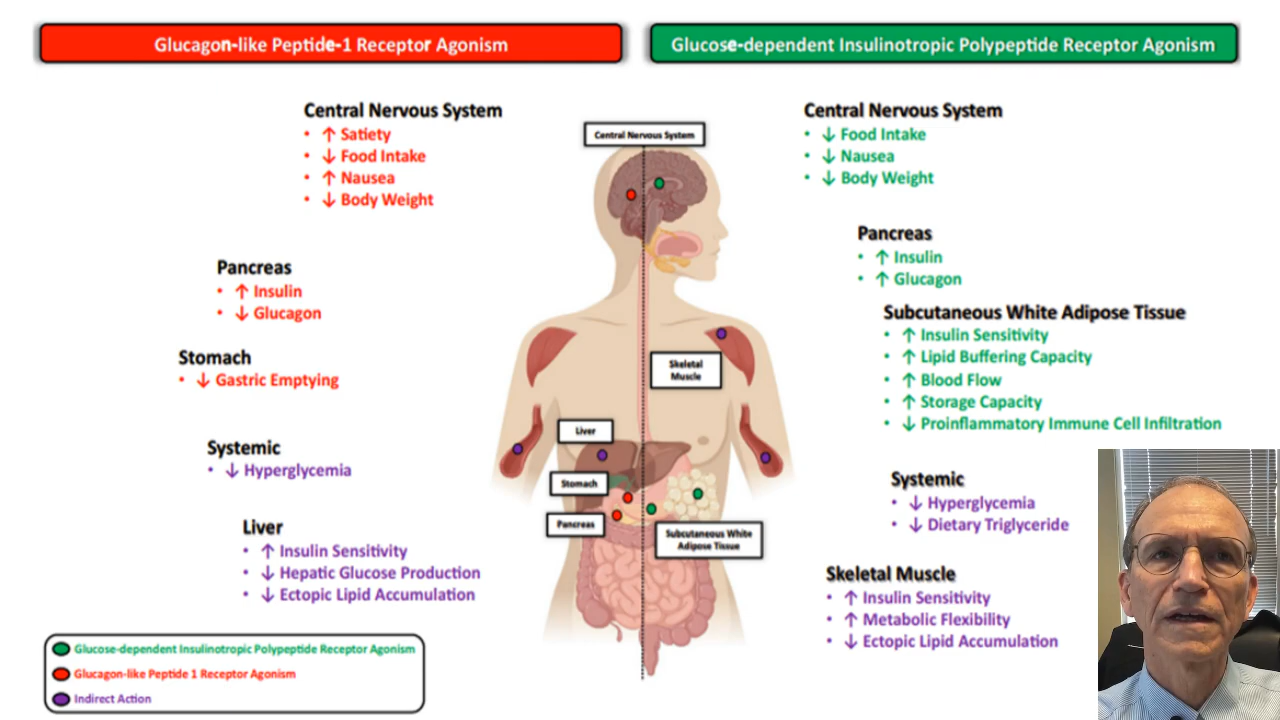 Glucagon-like Peptide-1 Receptor Agonism
Glucose-dependent Insulinotropic Polypeptide Receptor Agonism
Central Nervous System
• ↑ Satiety
• ↓ Food Intake
• ↑ Nausea
• ↓ Body Weight
Pancreas
• ↑ Insulin
• ↓ Glucagon
Stomach
• ↓ Gastric Emptying
Systemic
• ↓ Hyperglycemia
Liver
• ↑ Insulin Sensitivity
• ↓ Hepatic Glucose Production
• ↓ Ectopic Lipid Accumulation
Central Nervous System
Skeletal
Muscle
Liver
Stomach
Pancreas
Subcutaneous White
Adipose Tissue
Central Nervous System
• ↓ Food Intake
• ↓ Nausea
• ↓ Body Weight
Pancreas
• ↑ Insulin
• ↑ Glucagon
Subcutaneous White Adipose Tissue
• ↑ Insulin Sensitivity
• ↑ Lipid Buffering Capacity
• ↑ Blood Flow
• ↑ Storage Capacity
• ↓ Proinflammatory Immune Cell Infiltration
Systemic
• ↓ Hyperglycemia
• ↓ Dietary Triglyceride
Skeletal Muscle
• ↑ Insulin Sensitivity
• ↑ Metabolic Flexibility
• ↓ Ectopic Lipid Accumulation
Glucose-dependent Insulinotropic Polypeptide Receptor Agonism
Glucagon-like Peptide 1 Receptor Agonism
Indirect Action